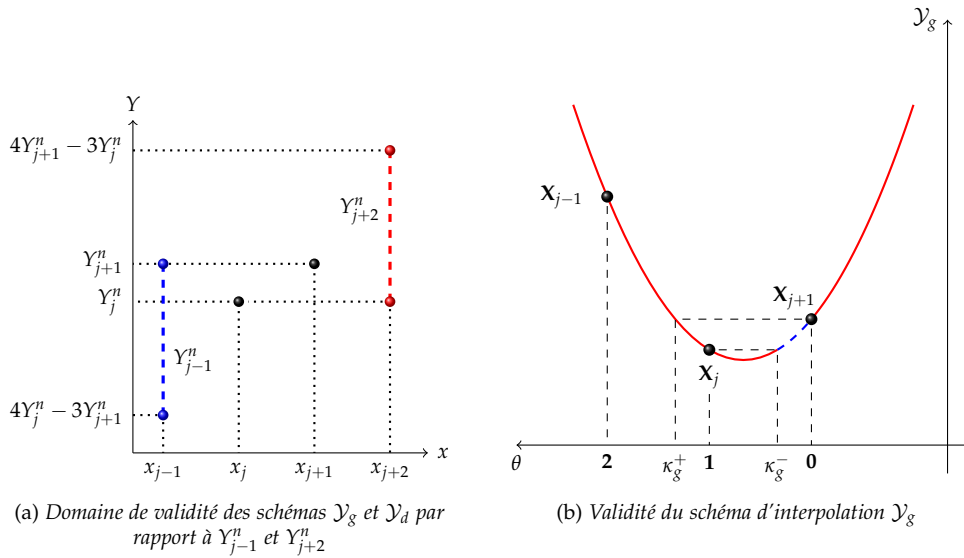 Y
4Y^n_{j+1} − 3Y^n_j
Y^n_{j+2}
Y^n_{j+1}
Y^n_j
Y^n_{j−1}
4Y^n_j − 3Y^n_{j+1}
x_{j−1} x_j x_{j+1} x_{j+2} x
(a) Domaine de validité des schémas 𝒴_g et 𝒴_d par
rapport à Y^n_{j−1} et Y^n_{j+2}
𝒴_g
X_{j−1}
X_{j+1}
X_j
θ 2 κ_g^+ 1 κ_g^− 0
(b) Validité du schéma d'interpolation 𝒴_g